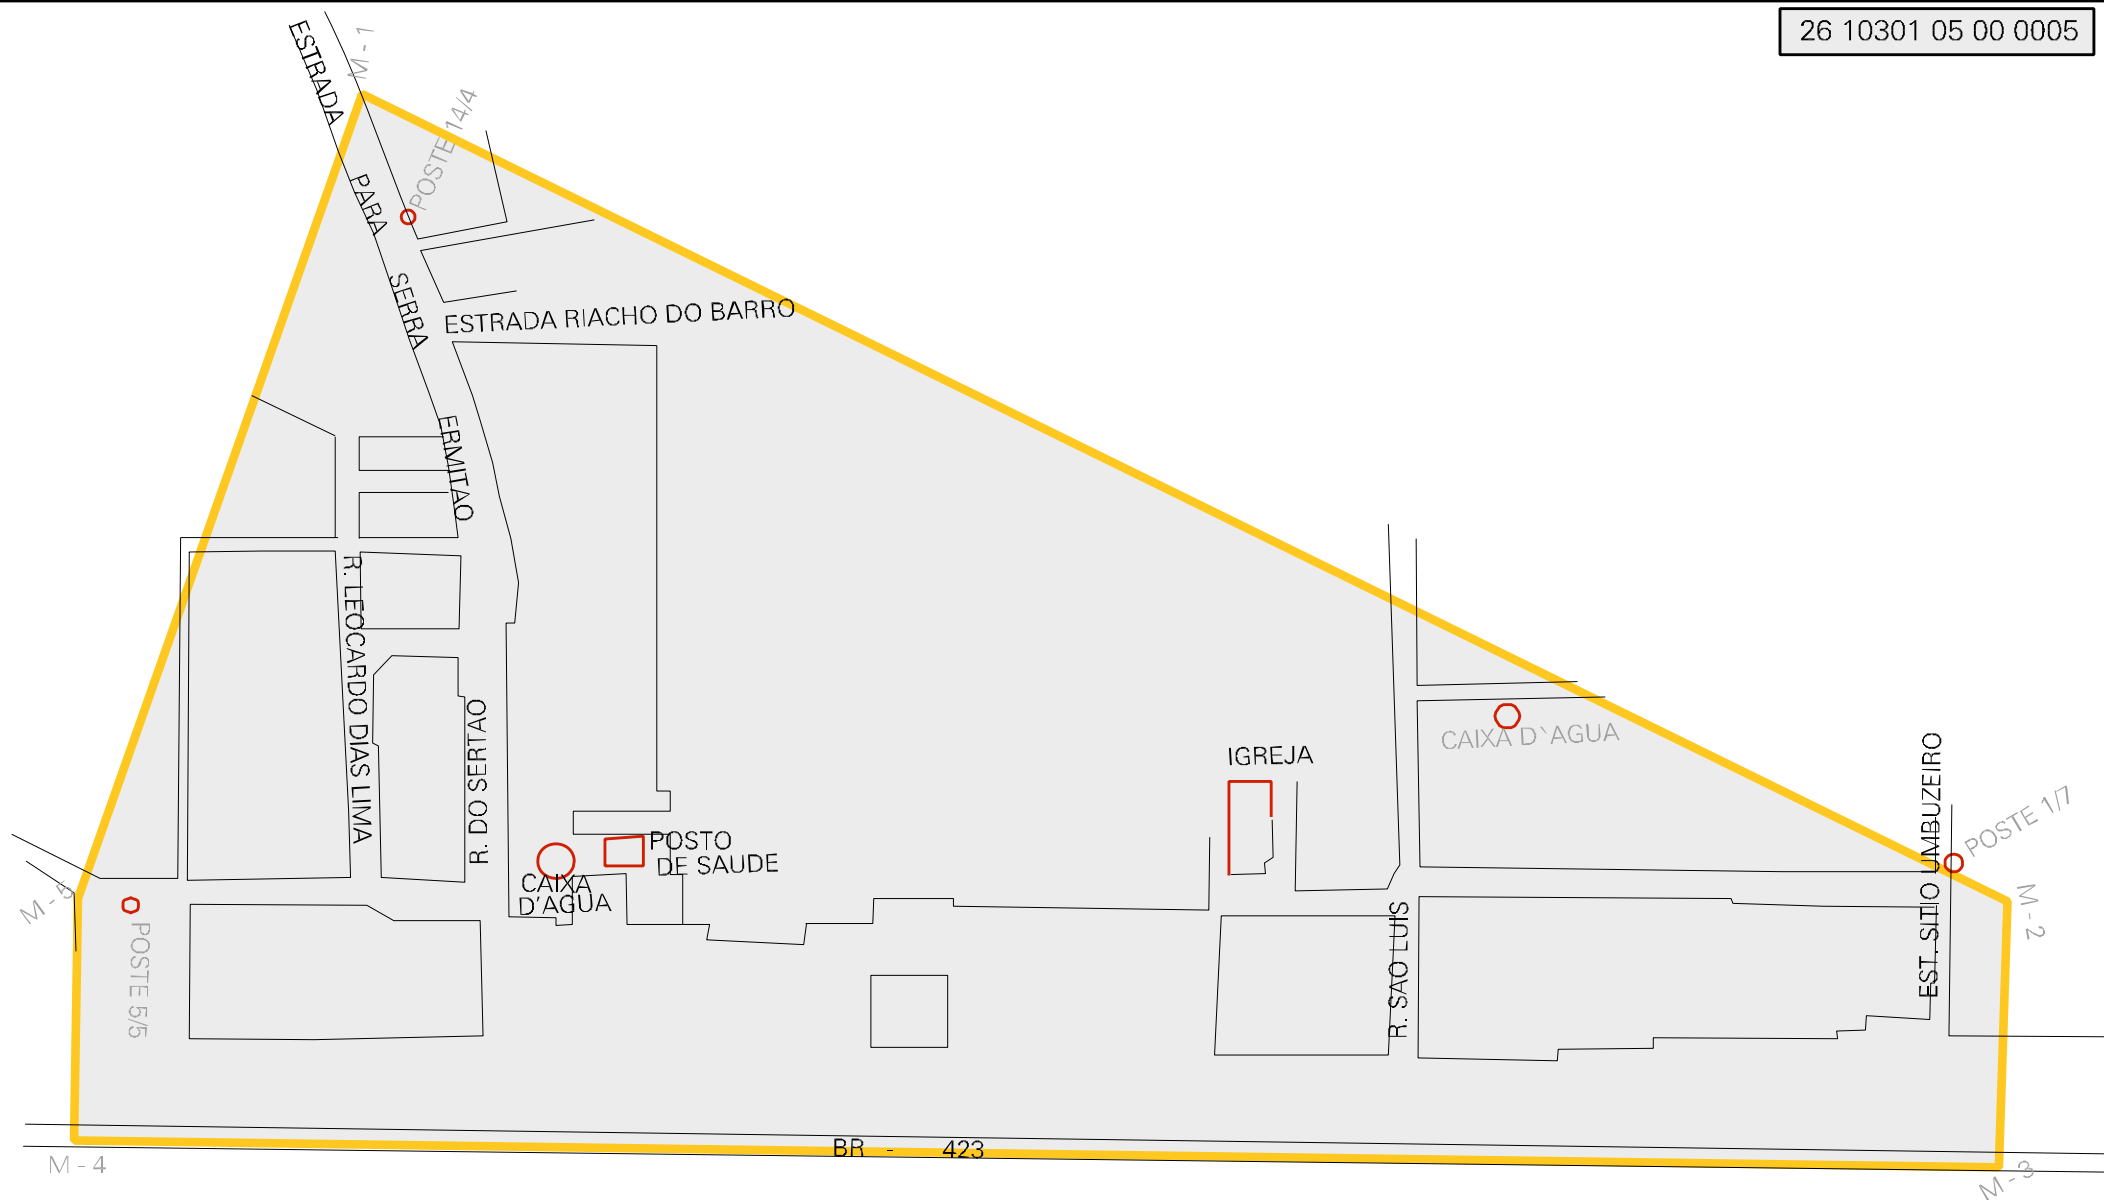 26 10301 05 00 0005
M - 1
ESTRADA PARA SERRA ERMITAO
POSTE 14/4
ESTRADA RIACHO DO BARRO
R. LEOCARDO DIAS LIMA
R. DO SERTAO
CAIXA D`AGUA
IGREJA
EST. SITIO UMBUZEIRO
POSTE 1/7
POSTO
DE SAUDE
CAIXA
D'AGUA
M - 5
M - 2
POSTE 5/5
R. SAO LUIS
BR - 423
M - 4
M - 3